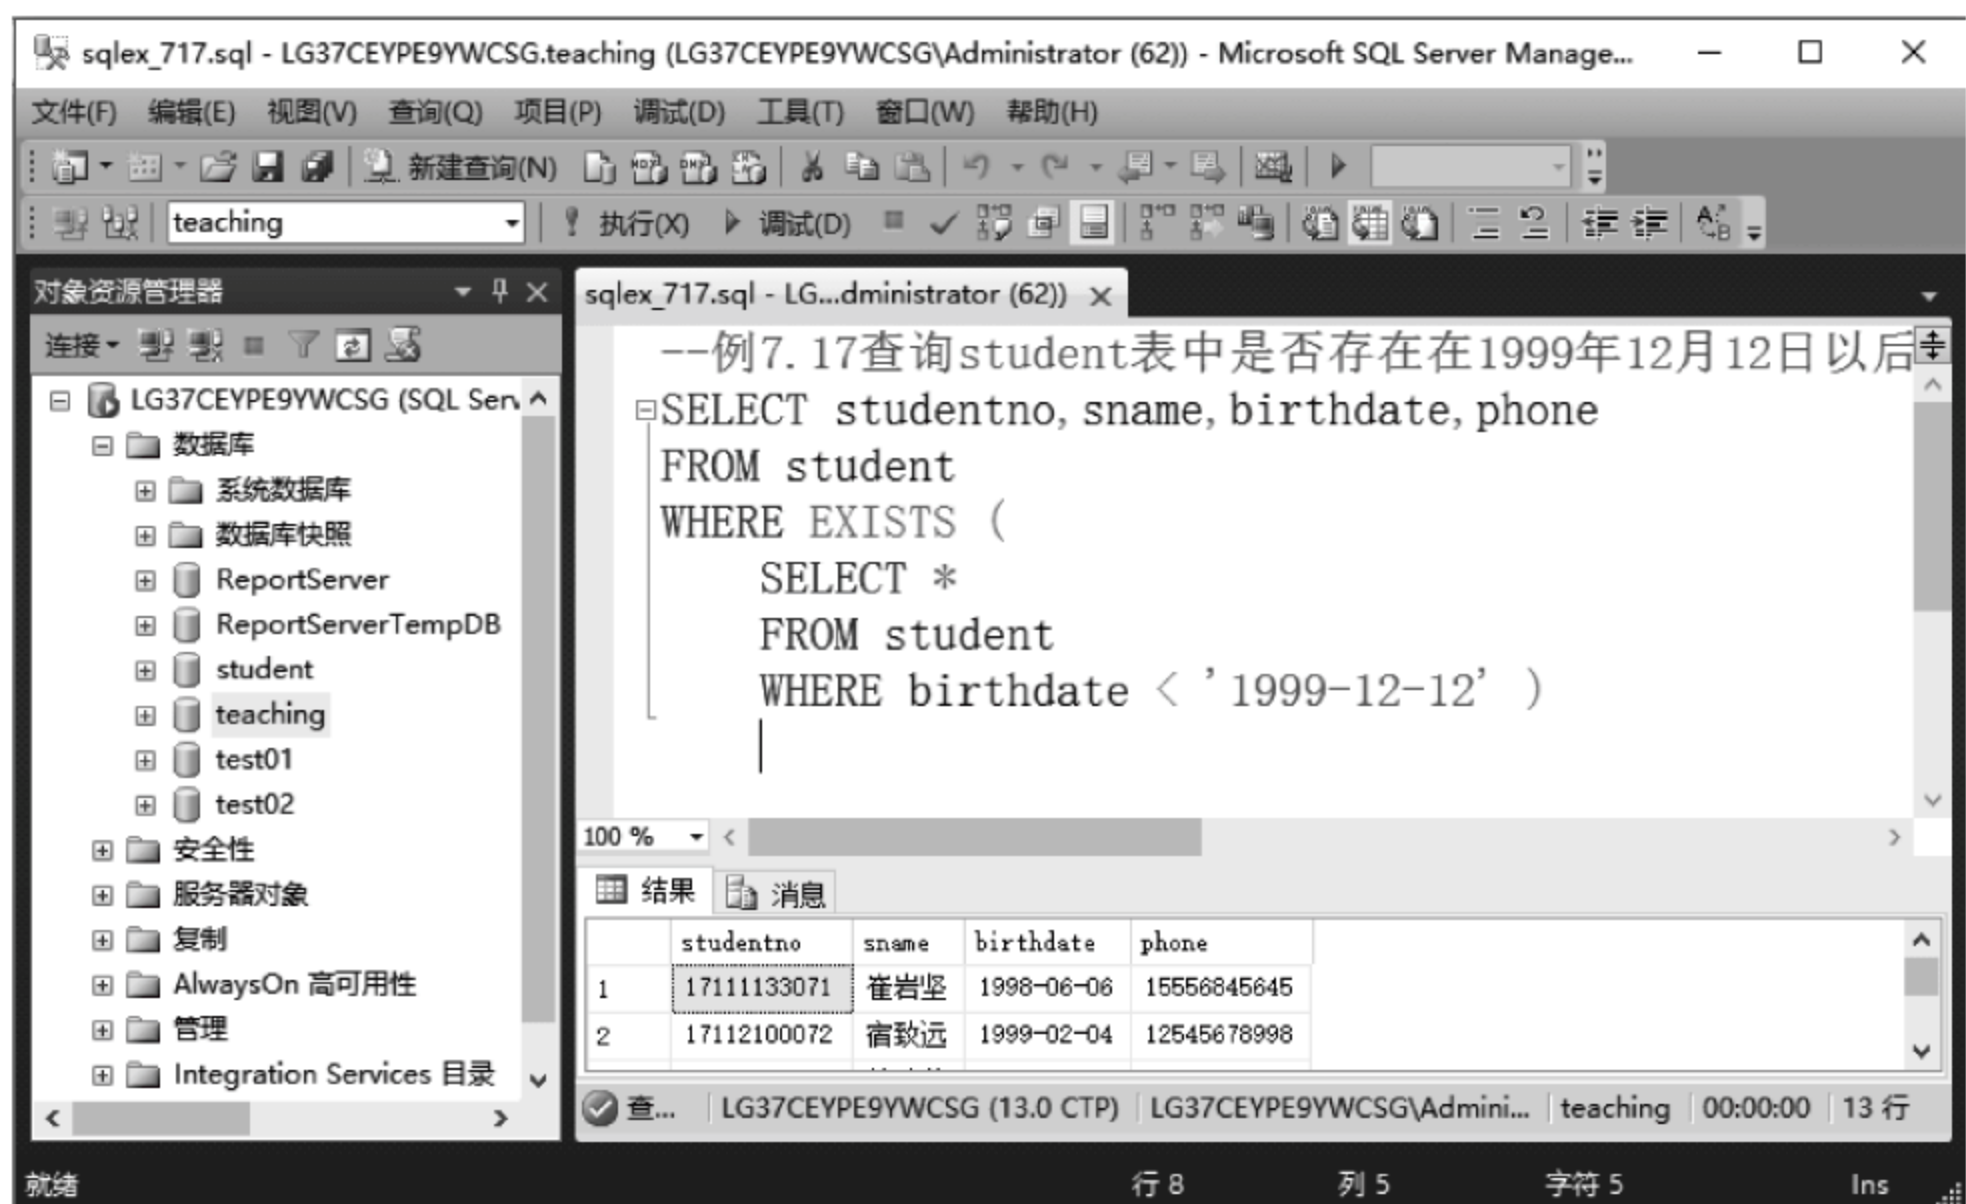 sqlex_717.sql - LG37CEYPE9YWCSG.teaching (LG37CEYPE9YWCSG\Administrator (62)) - Microsoft SQL Server Manage...
文件(F) 编辑(E) 视图(V) 查询(Q) 项目(P) 调试(D) 工具(T) 窗口(W) 帮助(H)
新建查询(N)
teaching 执行(X) 调试(D)
对象资源管理器
连接
LG37CEYPE9YWCSG (SQL Serv
数据库
系统数据库
数据库快照
ReportServer
ReportServerTempDB
student
teaching
test01
test02
安全性
服务器对象
复制
AlwaysOn 高可用性
管理
Integration Services 目录
sqlex_717.sql - LG...dministrator (62))
--例7.17查询student表中是否存在在1999年12月12日以后
SELECT studentno,sname,birthdate,phone
FROM student
WHERE EXISTS (
SELECT *
FROM student
WHERE birthdate < '1999-12-12' )
100 %
结果 消息
studentno sname birthdate phone
1 17111133071 崔岩坚 1998-06-06 15556845645
2 17112100072 宿致远 1999-02-04 12545678998
查... LG37CEYPE9YWCSG (13.0 CTP) LG37CEYPE9YWCSG\Admini... teaching 00:00:00 13 行
就绪 行 8 列 5 字符 5 Ins